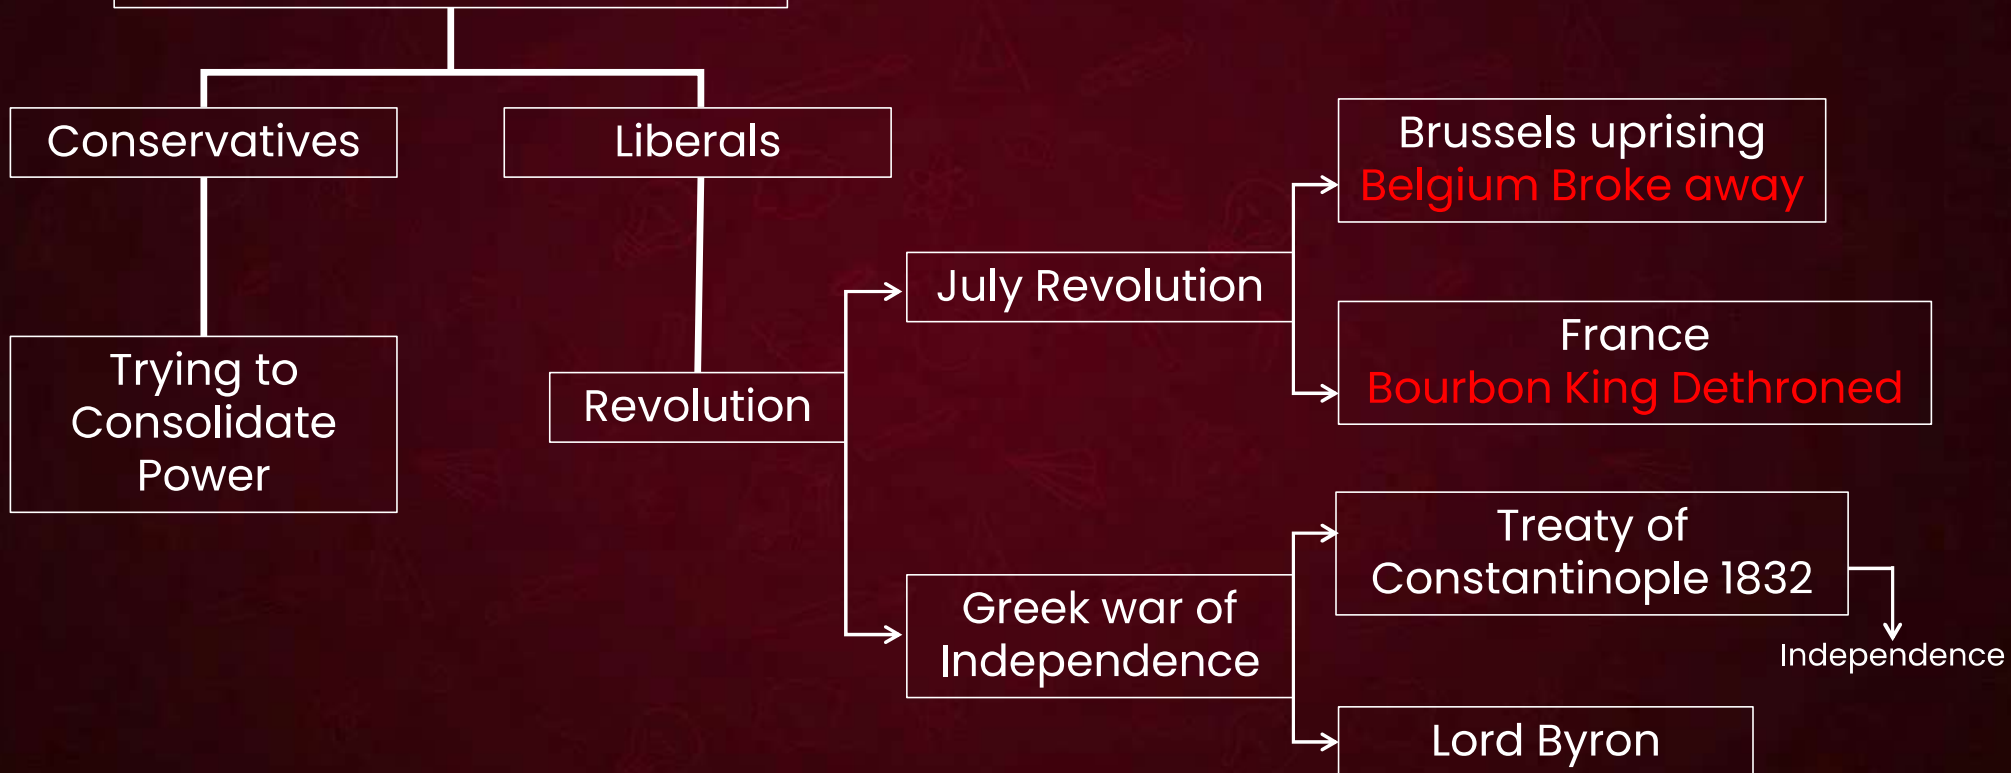 Conservatives
Liberals
Trying to
Consolidate
Power
Revolution
July Revolution
Brussels uprising
Belgium Broke away
France
Bourbon King Dethroned
Greek war of
Independence
Treaty of
Constantinople 1832
Independence
Lord Byron